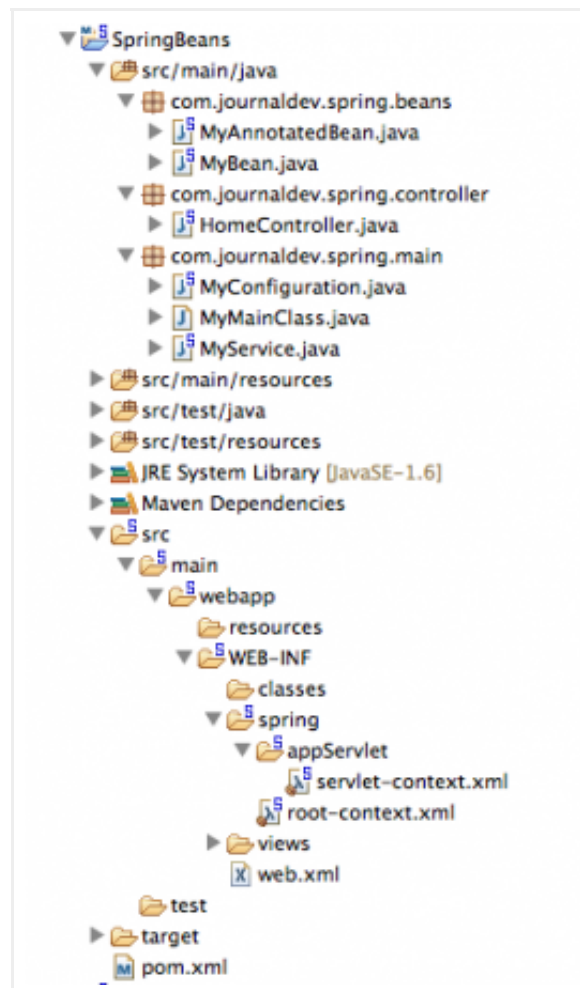 SpringBeans
src/main/java
com.journaldev.spring.beans
MyAnnotatedBean.java
MyBean.java
com.journaldev.spring.controller
HomeController.java
com.journaldev.spring.main
MyConfiguration.java
MyMainClass.java
MyService.java
src/main/resources
src/test/java
src/test/resources
JRE System Library [JavaSE-1.6]
Maven Dependencies
src
main
webapp
resources
WEB-INF
classes
spring
appServlet
servlet-context.xml
root-context.xml
views
web.xml
test
target
pom.xml